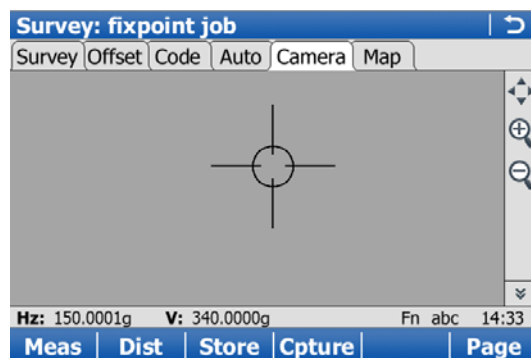 Survey: fixpoint job
Survey Offset Code Auto Camera Map
Hz: 150.0001g V: 340.0000g Fn abc 14:33
Meas Dist Store Cpture Page